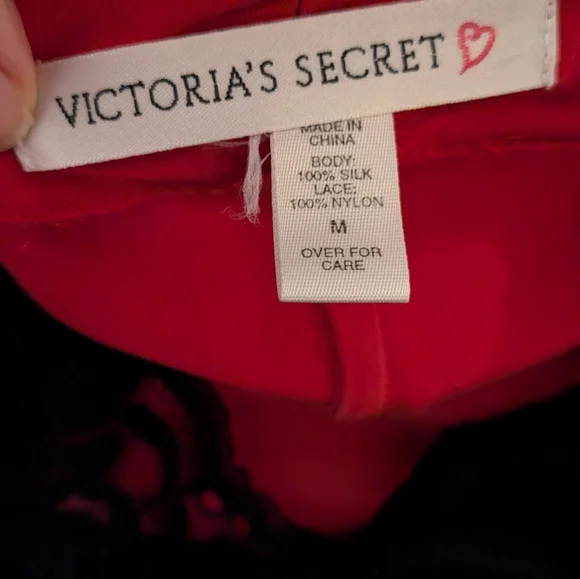 VICTORIA'S SECRET
MADE IN
CHINA
BODY:
100% SILK
LACE:
100% NYLON
M
OVER FOR
CARE